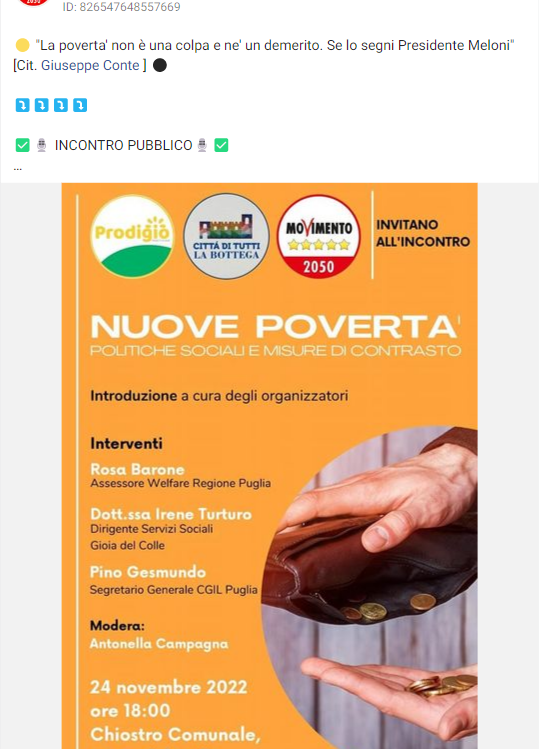 ID: 826547648557669
"La poverta' non è una colpa e ne' un demerito. Se lo segni Presidente Meloni"
[Cit. Giuseppe Conte ]
INCONTRO PUBBLICO
...
Prodigio
CITTÀ DI TUTTI
LA BOTTEGA
MOVIMENTO
2050
INVITANO
ALL'INCONTRO
NUOVE POVERTA'
POLITICHE SOCIALI E MISURE DI CONTRASTO
Introduzione a cura degli organizzatori
Interventi
Rosa Barone
Assessore Welfare Regione Puglia
Dott.ssa Irene Turturo
Dirigente Servizi Sociali
Gioia del Colle
Pino Gesmundo
Segretario Generale CGIL Puglia
Modera:
Antonella Campagna
24 novembre 2022
ore 18:00
Chiostro Comunale,